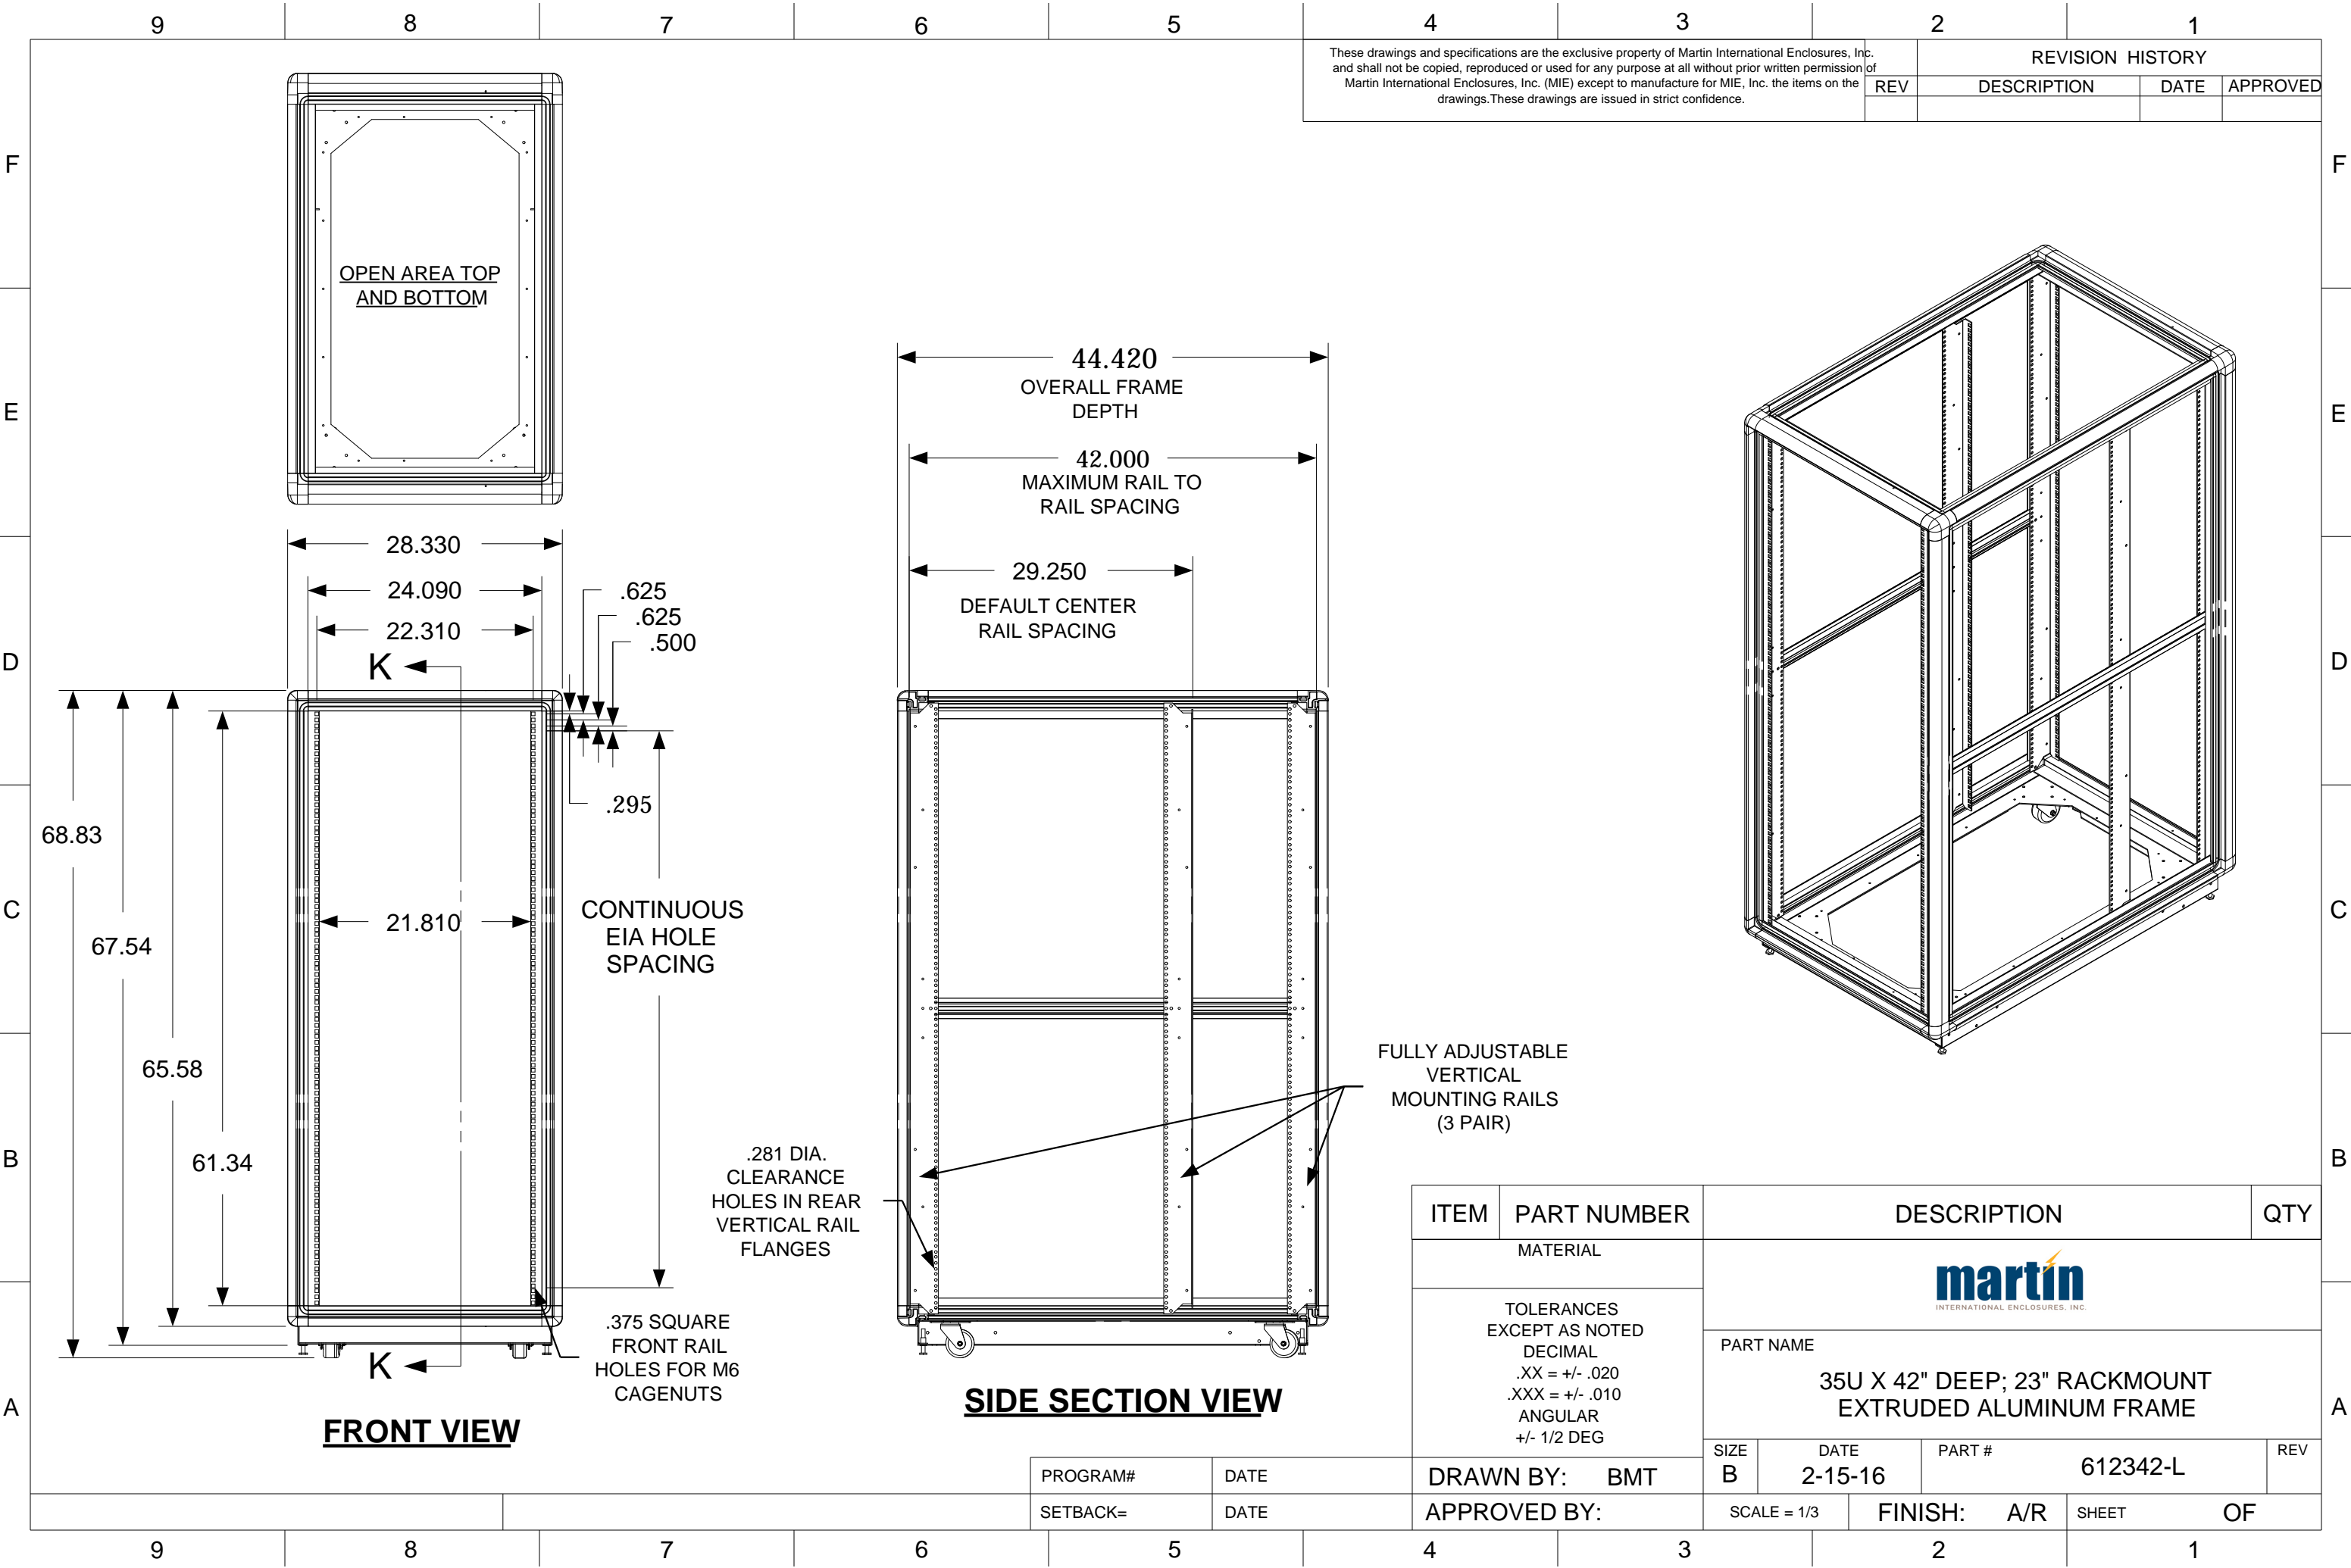 9 8 7 6 5 4 3 2 1
These drawings and specifications are the exclusive property of Martin International Enclosures, Inc.
and shall not be copied, reproduced or used for any purpose at all without prior written permission of
Martin International Enclosures, Inc. (MIE) except to manufacture for MIE, Inc. the items on the
drawings.These drawings are issued in strict confidence.
REVISION HISTORY
REV DESCRIPTION DATE APPROVED
F F
OPEN AREA TOP
AND BOTTOM
E E
44.420
OVERALL FRAME
DEPTH
42.000
MAXIMUM RAIL TO
RAIL SPACING
29.250
DEFAULT CENTER
RAIL SPACING
28.330
24.090
22.310
.625
.625
.500
D D
K
.295
68.83
67.54
65.58
61.34
21.810
C C
CONTINUOUS
EIA HOLE
SPACING
FULLY ADJUSTABLE
VERTICAL
MOUNTING RAILS
(3 PAIR)
B B
.281 DIA.
CLEARANCE
HOLES IN REAR
VERTICAL RAIL
FLANGES
.375 SQUARE
FRONT RAIL
HOLES FOR M6
CAGENUTS
K
A A
FRONT VIEW
SIDE SECTION VIEW
ITEM PART NUMBER DESCRIPTION QTY
MATERIAL
martin
INTERNATIONAL ENCLOSURES, INC.
TOLERANCES
EXCEPT AS NOTED
DECIMAL
.XX = +/- .020
.XXX = +/- .010
ANGULAR
+/- 1/2 DEG
PART NAME
35U X 42" DEEP; 23" RACKMOUNT
EXTRUDED ALUMINUM FRAME
SIZE DATE PART # REV
B 2-15-16 612342-L
PROGRAM# DATE
DRAWN BY: BMT
SETBACK= DATE
APPROVED BY:
SCALE = 1/3 FINISH: A/R SHEET OF
9 8 7 6 5 4 3 2 1